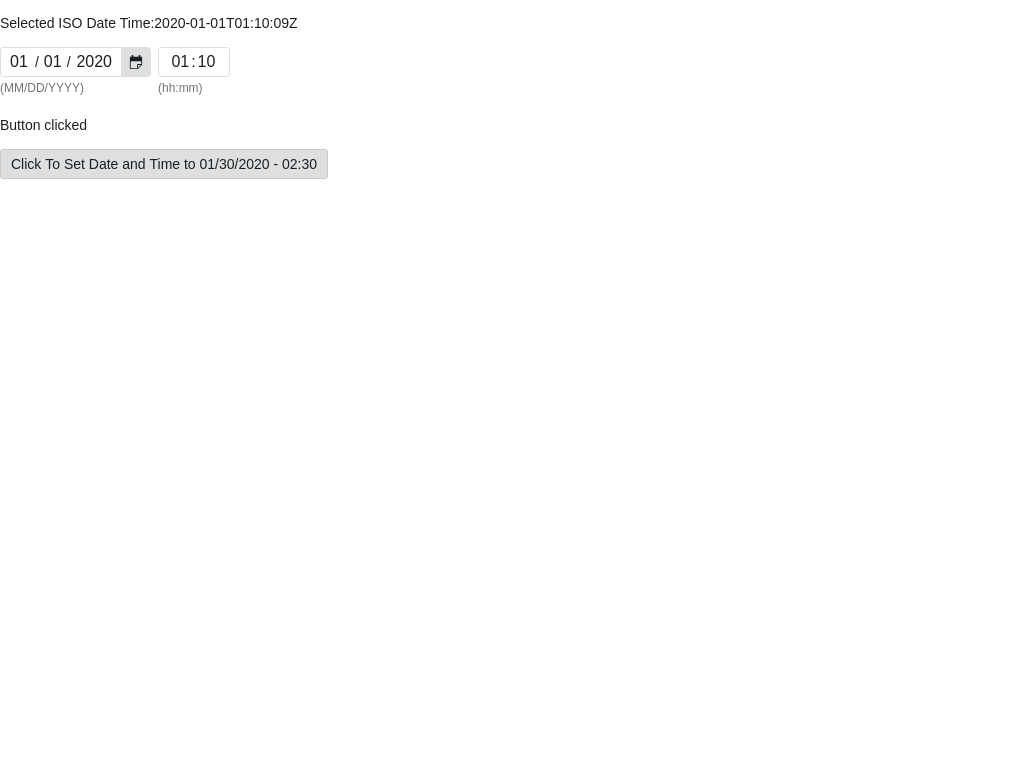 Selected ISO Date Time:2020-01-01T01:10:09Z
01 / 01 / 2020 01:10
(MM/DD/YYYY) (hh:mm)
Button clicked
Click To Set Date and Time to 01/30/2020 - 02:30